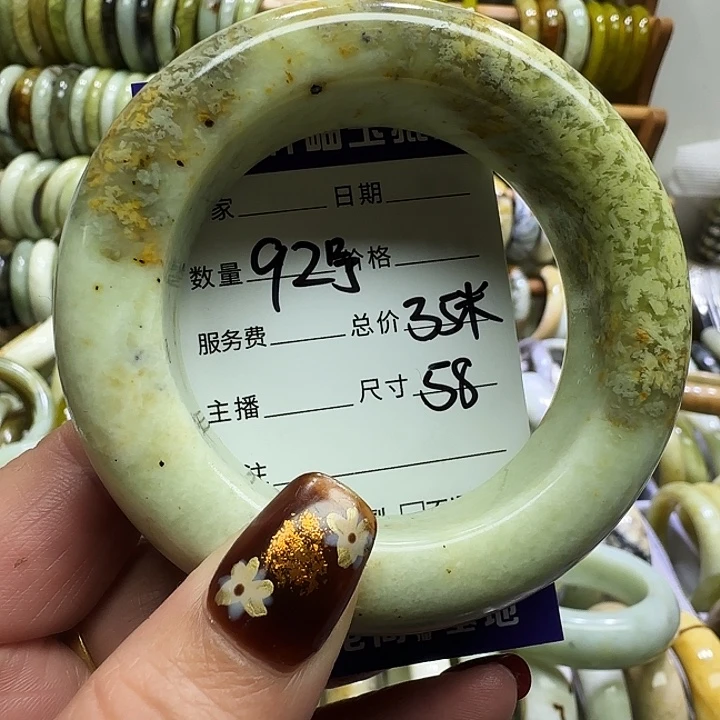 家 日期
数量 92号 价格
服务费 总价 35米
主播 尺寸 58
注